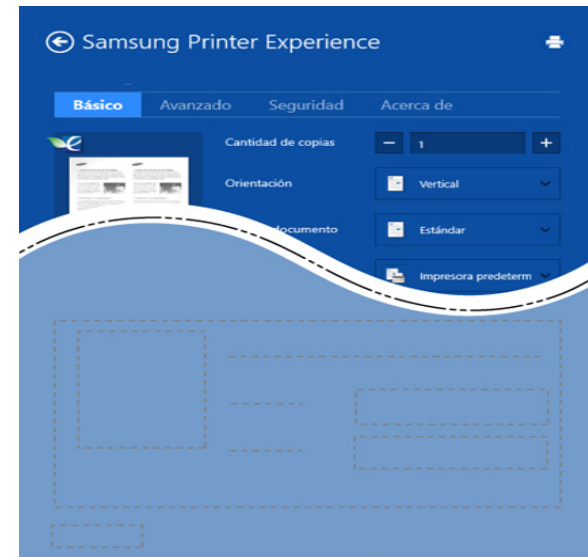 Samsung Printer Experience
Básico Avanzado Seguridad Acerca de
Cantidad de copias 1
Orientación Vertical
documento Estándar
Impresora predeterm